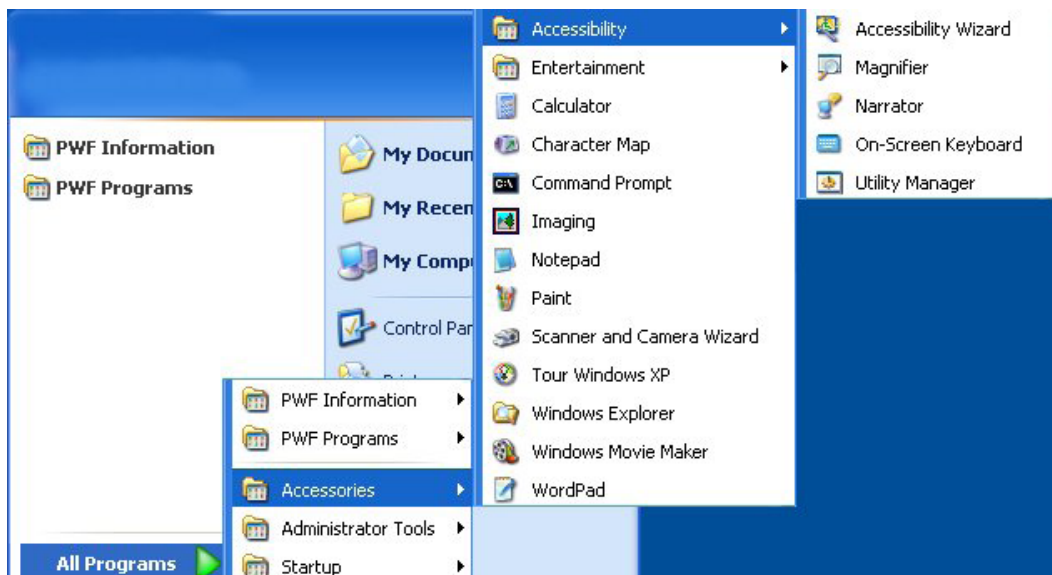 PWF Information
PWF Programs
My Docum
My Recen
My Compu
Control Par
All Programs
PWF Information
PWF Programs
Accessories
Administrator Tools
Startup
Accessibility
Entertainment
Calculator
Character Map
Command Prompt
Imaging
Notepad
Paint
Scanner and Camera Wizard
Tour Windows XP
Windows Explorer
Windows Movie Maker
WordPad
Accessibility Wizard
Magnifier
Narrator
On-Screen Keyboard
Utility Manager